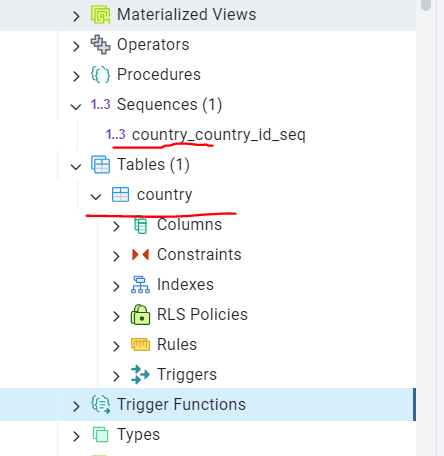 Materialized Views
Operators
Procedures
1..3 Sequences (1)
1..3 country_country_id_seq
Tables (1)
country
Columns
Constraints
Indexes
RLS Policies
Rules
Triggers
Trigger Functions
Types